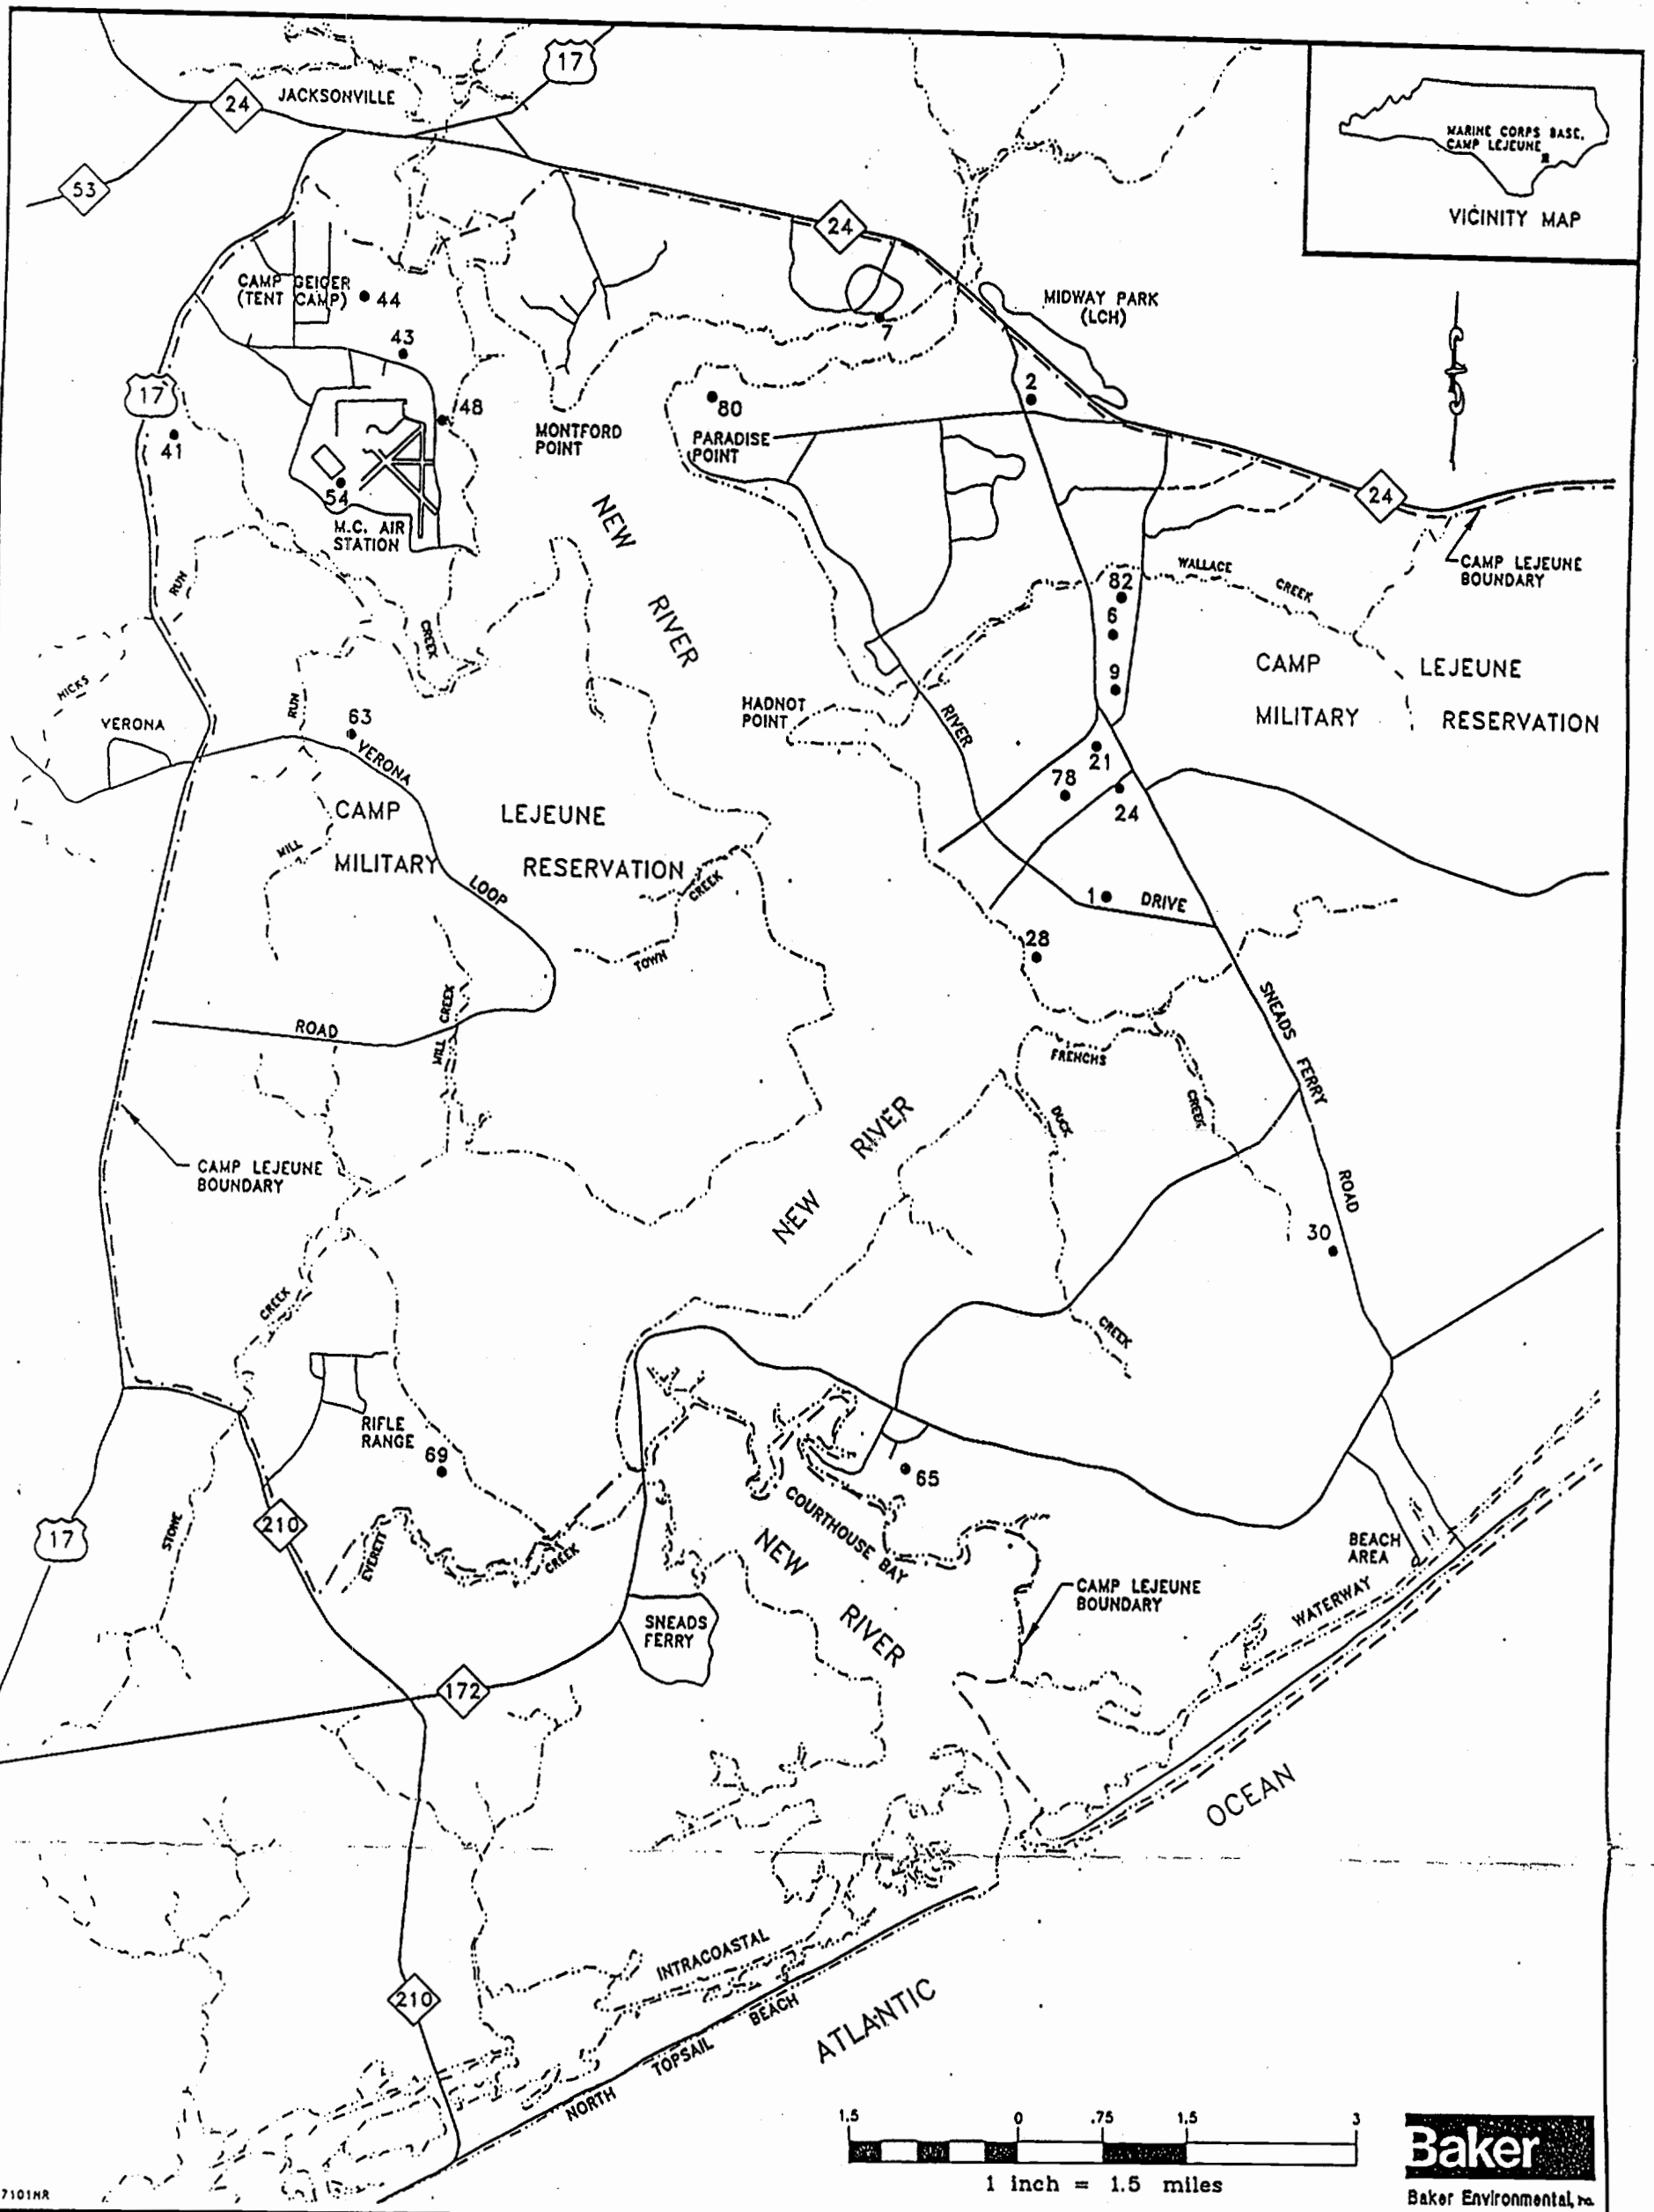 17
24
JACKSONVILLE
53
MARINE CORPS BASE,
CAMP LEJEUNE
VICINITY MAP
24
CAMP GEIGER
(TENT CAMP)
44
MIDWAY PARK
(LCH)
7
43
17
2
48
80
41
MONTFORD
POINT
PARADISE
POINT
54
24
M.C. AIR
STATION
NEW
RIVER
CAMP LEJEUNE
BOUNDARY
WALLACE
CREEK
82
6
9
RUN
CREEK
HICKS
RUN
CAMP LEJEUNE
MILITARY RESERVATION
VERONA
63
VERONA
HADNOT
POINT
RIVER
21
78
24
CAMP LEJEUNE
MILITARY RESERVATION
MILL
LOOP
CREEK
TOWN
1
DRIVE
28
SNEADS
FERRY
ROAD
MILL CREEK
ROAD
FRENCHS
CREEK
DUCK
CREEK
RIVER
NEW
CAMP LEJEUNE
BOUNDARY
30
CREEK
RIFLE
RANGE
69
65
17
STONE
210
EVERETT
CREEK
COURTHOUSE BAY
NEW
RIVER
BEACH
AREA
CAMP LEJEUNE
BOUNDARY
WATERWAY
SNEADS
FERRY
172
OCEAN
INTRACOASTAL
210
NORTH TOPSAIL BEACH
ATLANTIC
1.5 0 .75 1.5 3
1 inch = 1.5 miles
Baker
Baker Environmental, Inc.
7101NR